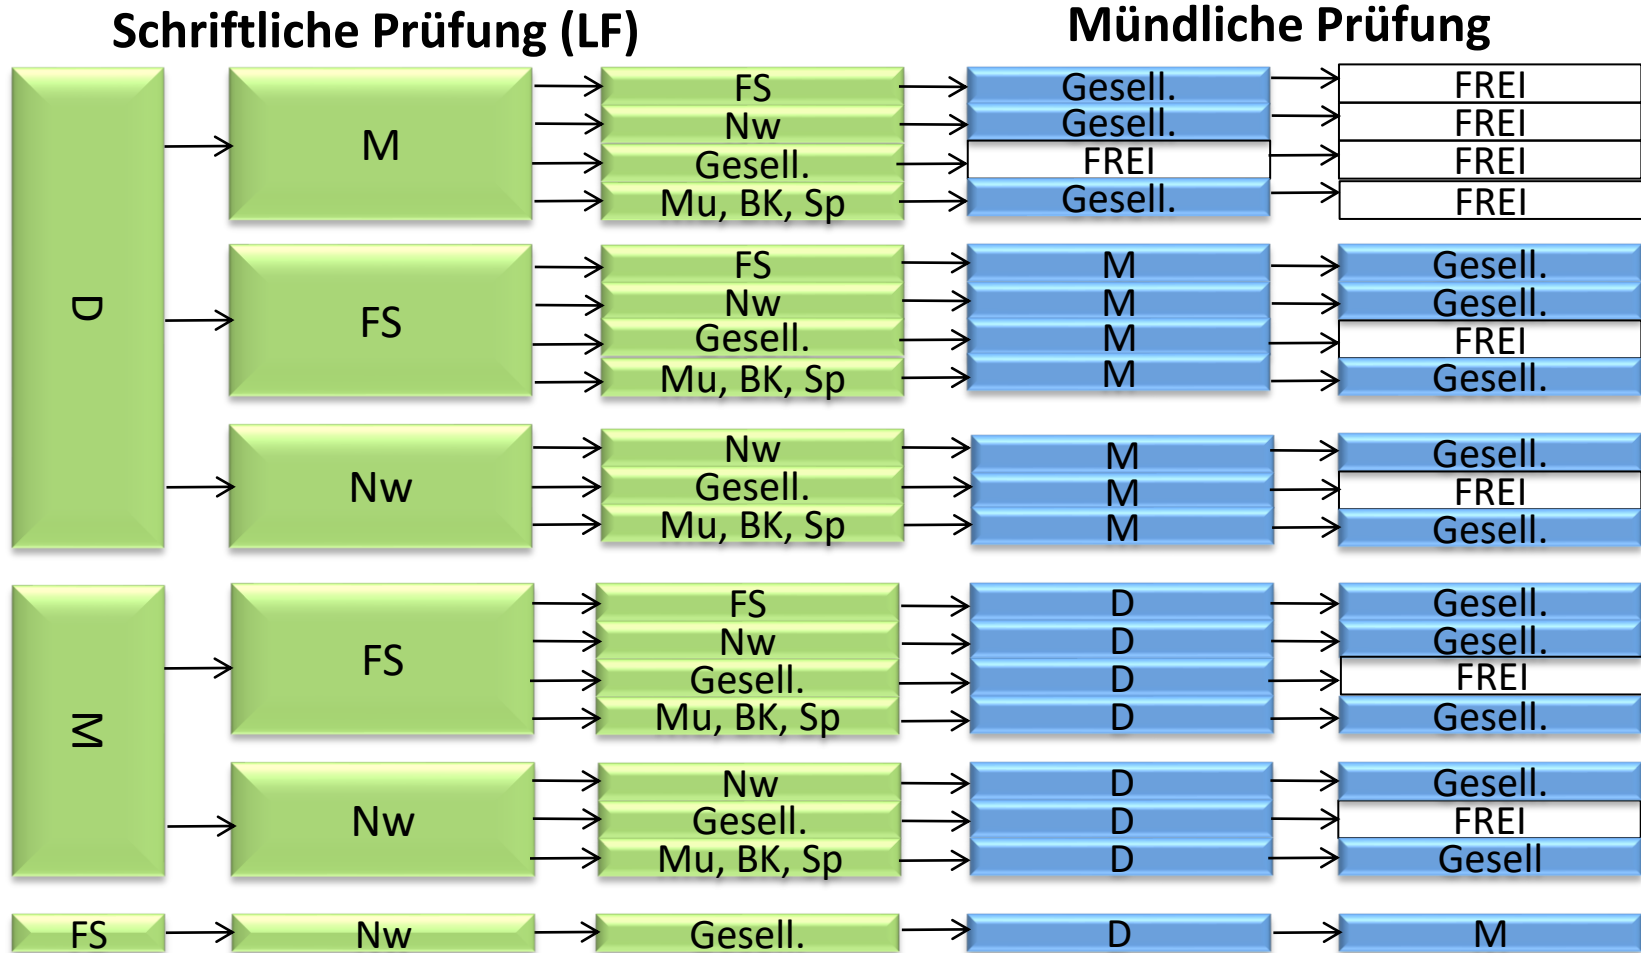 Schriftliche Prüfung (LF)
Mündliche Prüfung
D
M
FS
Gesell.
FREI
Nw
Gesell.
FREI
Gesell.
FREI
FREI
Mu, BK, Sp
Gesell.
FREI
FS
FS
M
Gesell.
Nw
M
Gesell.
Gesell.
M
FREI
Mu, BK, Sp
M
Gesell.
Nw
Nw
M
Gesell.
Gesell.
M
FREI
Mu, BK, Sp
M
Gesell.
M
FS
FS
D
Gesell.
Nw
D
Gesell.
Gesell.
D
FREI
Mu, BK, Sp
D
Gesell.
Nw
Nw
D
Gesell.
Gesell.
D
FREI
Mu, BK, Sp
D
Gesell
FS
Nw
Gesell.
D
M